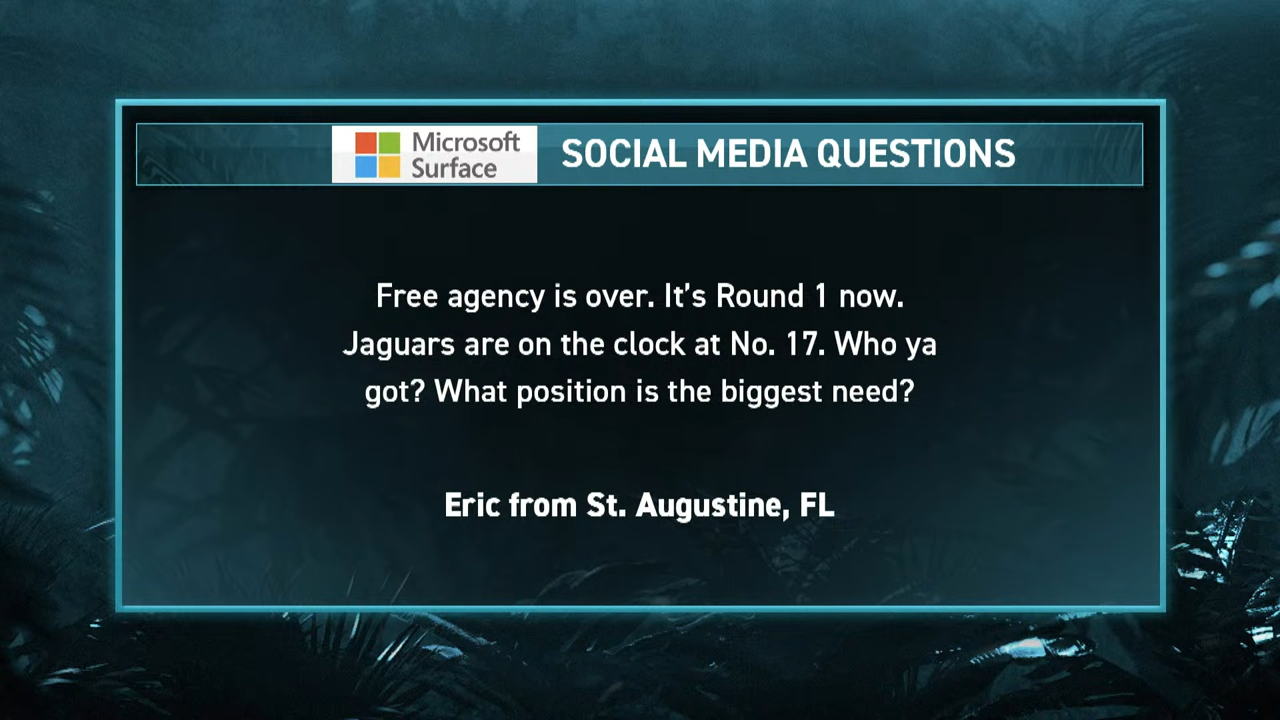 Microsoft
Surface
SOCIAL MEDIA QUESTIONS
Free agency is over. It's Round 1 now.
Jaguars are on the clock at No. 17. Who ya
got? What position is the biggest need?
Eric from St. Augustine, FL